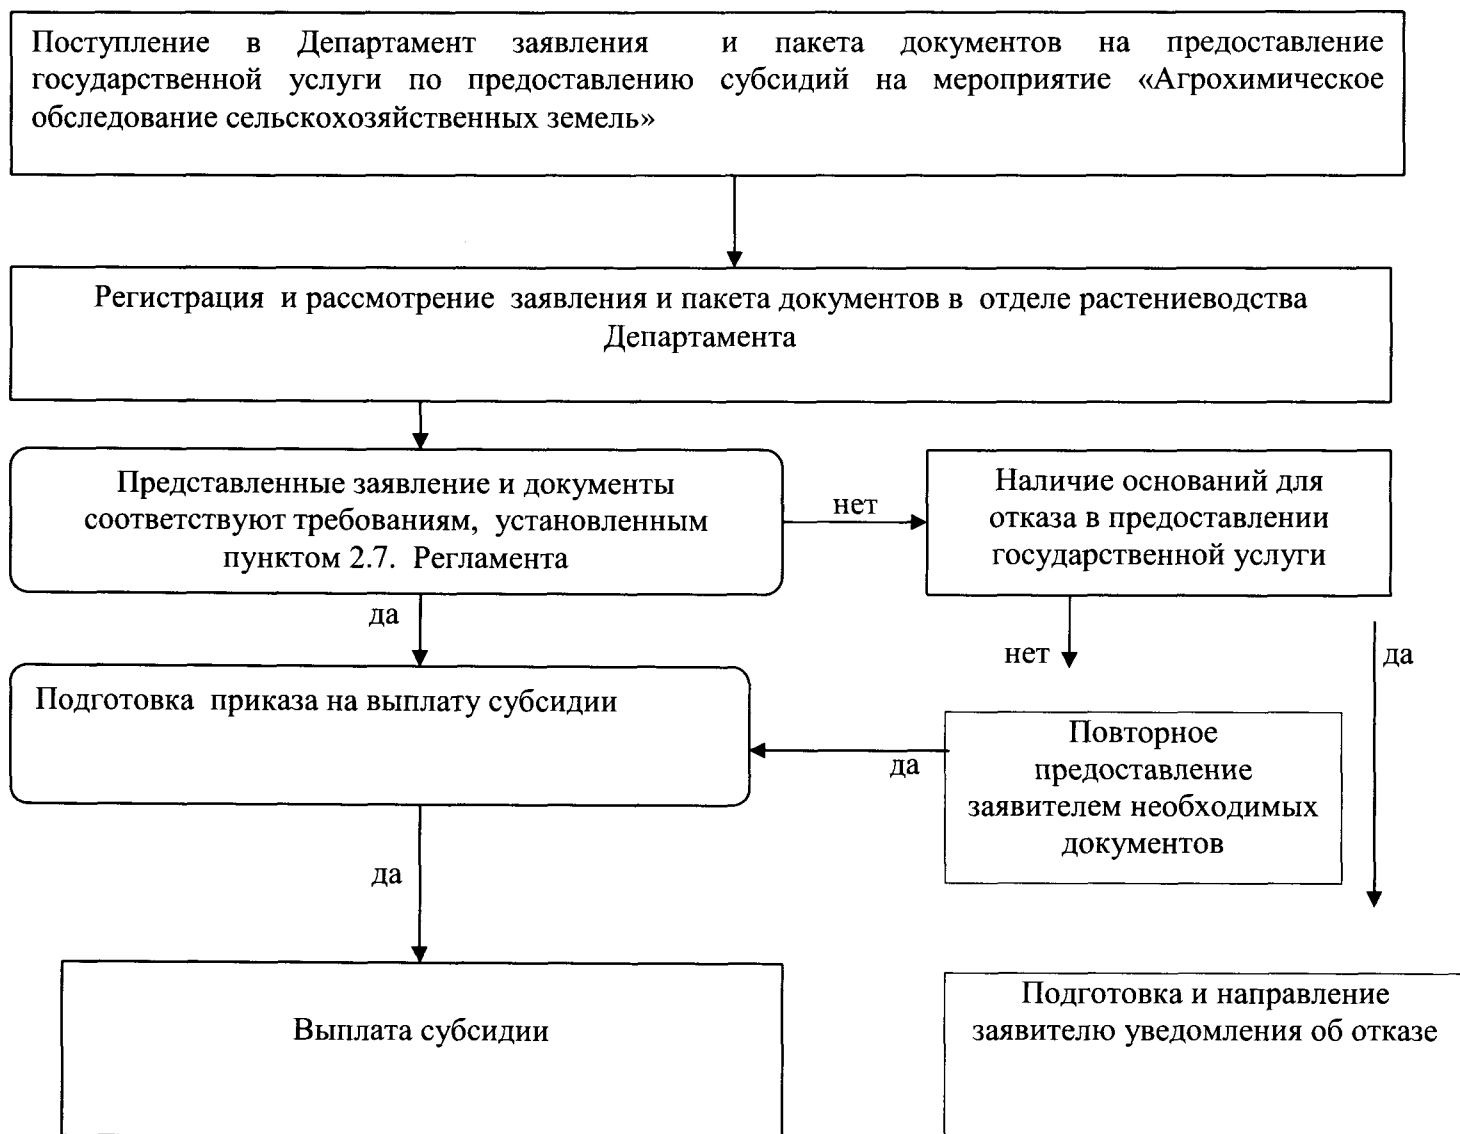 Поступление в Департамент заявления и пакета документов на предоставление
государственной услуги по предоставлению субсидий на мероприятие «Агрохимическое
обследование сельскохозяйственных земель»
Регистрация и рассмотрение заявления и пакета документов в отделе растениеводства
Департамента
Представленные заявление и документы
соответствуют требованиям, установленным
пунктом 2.7. Регламента
нет
Наличие оснований для
отказа в предоставлении
государственной услуги
да
нет
да
Подготовка приказа на выплату субсидии
да
Повторное
предоставление
заявителем необходимых
документов
да
Выплата субсидии
Подготовка и направление
заявителю уведомления об отказе